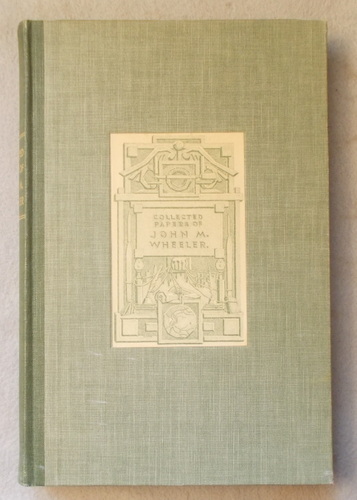 COLLECTED
PAPERS OF
JOHN M.
WHEELER.